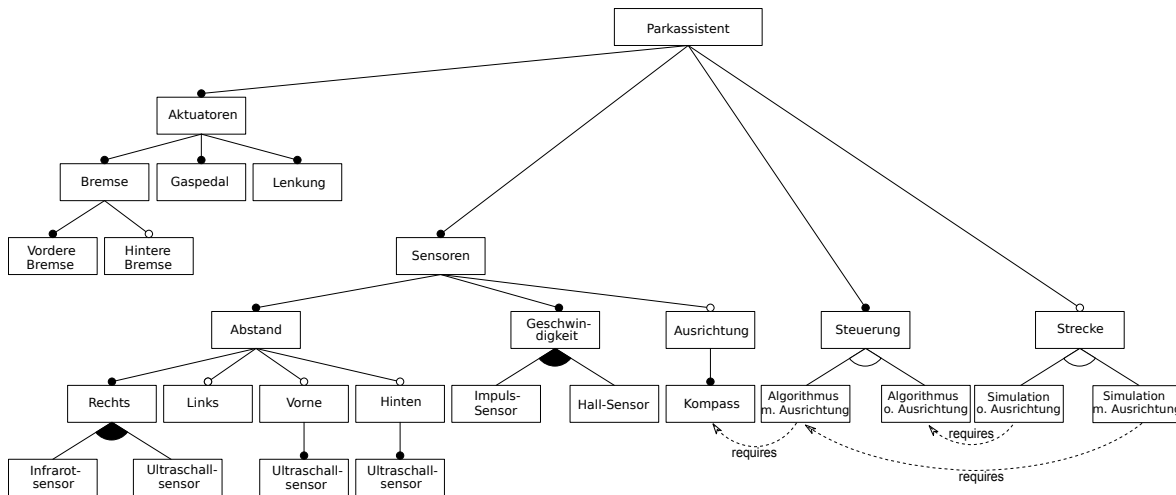 Parkassistent
Aktuatoren
Bremse
Gaspedal
Lenkung
Vordere
Bremse
Hintere
Bremse
Sensoren
Abstand
Geschwin-
digkeit
Ausrichtung
Steuerung
Strecke
Rechts
Links
Vorne
Hinten
Impuls-
Sensor
Hall-Sensor
Kompass
Algorithmus
m. Ausrichtung
Algorithmus
o. Ausrichtung
Simulation
o. Ausrichtung
Simulation
m. Ausrichtung
requires
requires
requires
Infrarot-
sensor
Ultraschall-
sensor
Ultraschall-
sensor
Ultraschall-
sensor